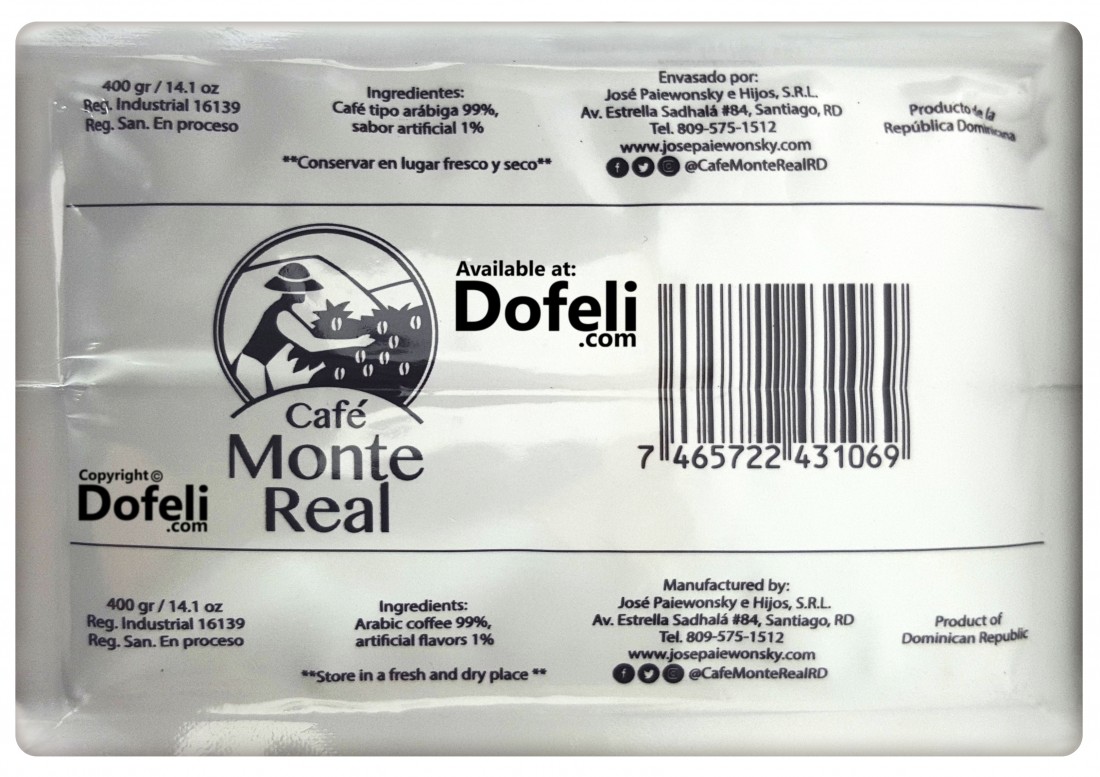 400 gr / 14.1 oz
Reg. Industrial 16139
Reg. San. En proceso
Ingredientes:
Café tipo arábiga 99%,
sabor artificial 1%
**Conservar en lugar fresco y seco**
Envasado por:
José Paiewonsky e Hijos, S.R.L.
Av. Estrella Sadhalá #84, Santiago, RD
Tel. 809-575-1512
www.josepaiewonsky.com
@CafeMonteRealRD
Producto de la
República Dominicana
Café
Monte
Real
Available at:
Dofeli
.com
7 465722 431069
Copyright ©
Dofeli
.com
400 gr / 14.1 oz
Reg. Industrial 16139
Reg. San. En proceso
Ingredients:
Arabic coffee 99%,
artificial flavors 1%
**Store in a fresh and dry place **
Manufactured by:
José Paiewonsky e Hijos, S.R.L.
Av. Estrella Sadhalá #84, Santiago, RD
Tel. 809-575-1512
www.josepaiewonsky.com
@CafeMonteRealRD
Product of
Dominican Republic